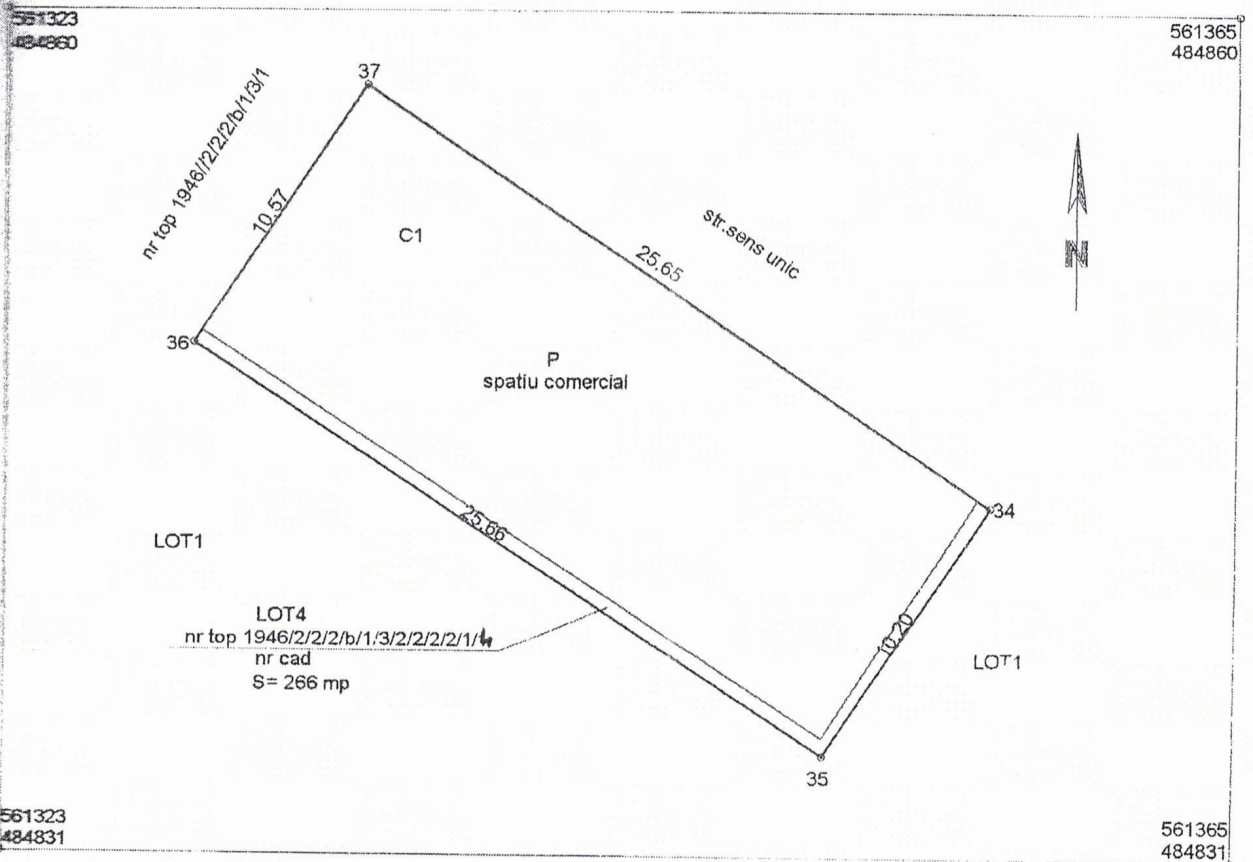 561323
484860
561365
484860
37
nr top 1946//2/2/2/b/1/3/1
10.57
C1
str.sens unic
25.65
N
36
P
spatiu comercial
34
25.66
LOT1
10.20
LOT4
nr top 1946/2/2/2/b/1/3/2/2/2/2/1/4
nr cad
S= 266 mp
LOT1
35
561323
484831
561365
484831